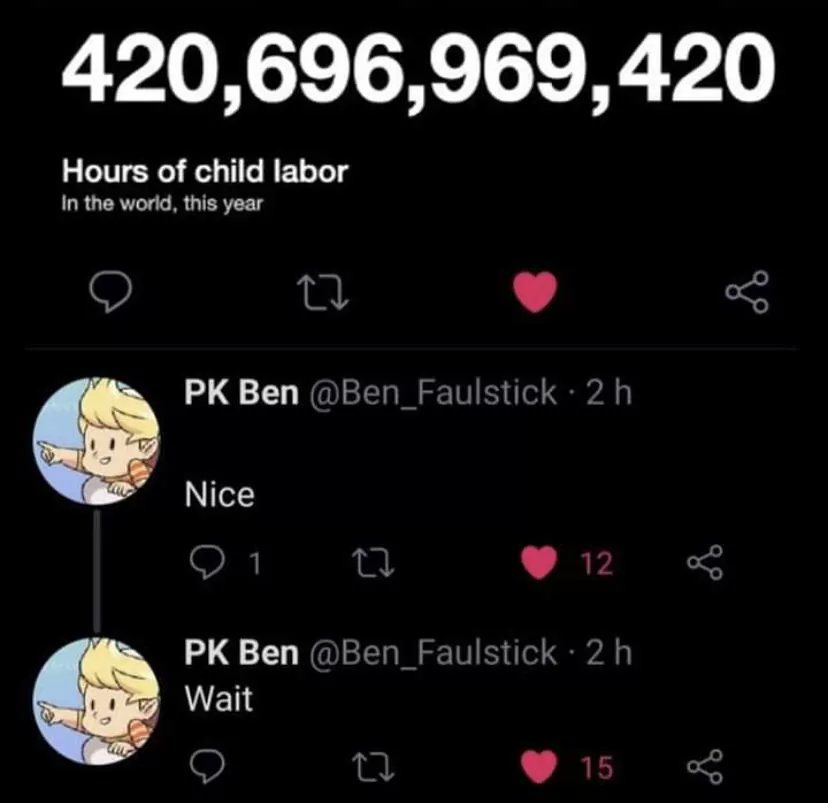 420,696,969,420
Hours of child labor
In the world, this year
PK Ben @Ben_Faulstick · 2 h
Nice
1 12
PK Ben @Ben_Faulstick · 2 h
Wait
15